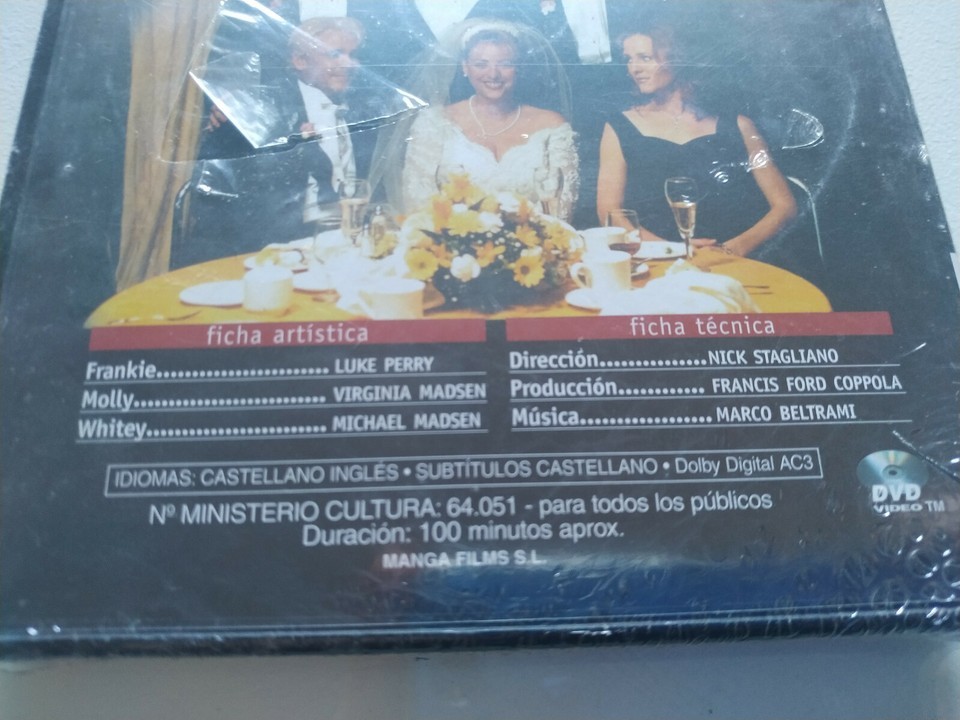 ficha artística
Frankie........................ LUKE PERRY
Molly........................... VIRGINIA MADSEN
Whitey......................... MICHAEL MADSEN
ficha técnica
Dirección...............NICK STAGLIANO
Producción............ FRANCIS FORD COPPOLA
Música..................MARCO BELTRAMI
IDIOMAS: CASTELLANO INGLÉS • SUBTÍTULOS CASTELLANO • Dolby Digital AC3
Nº MINISTERIO CULTURA: 64.051 - para todos los públicos
Duración: 100 minutos aprox.
MANGA FILMS S.L.
DVD
VIDEO TM